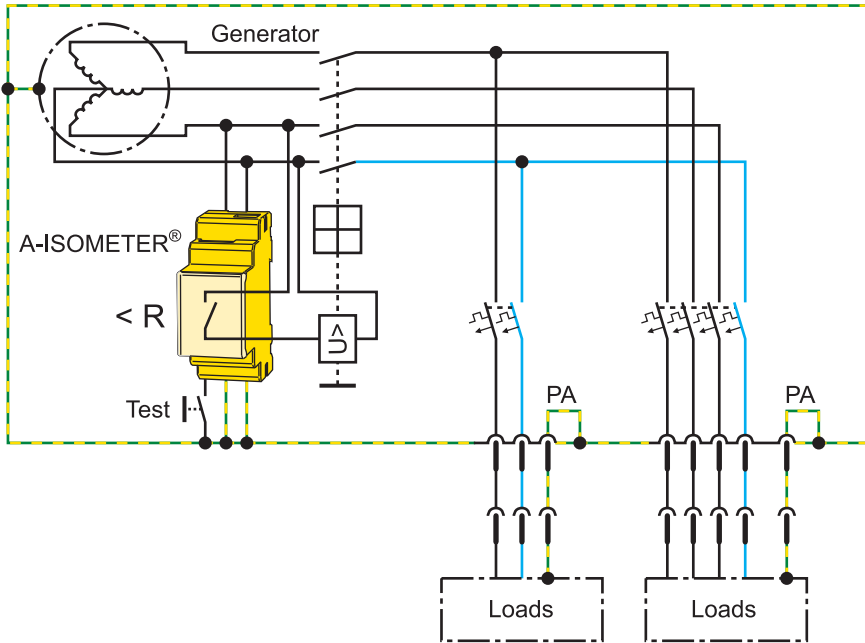 Generator
A-ISOMETER®
< R
U>
Test
PA
PA
Loads
Loads